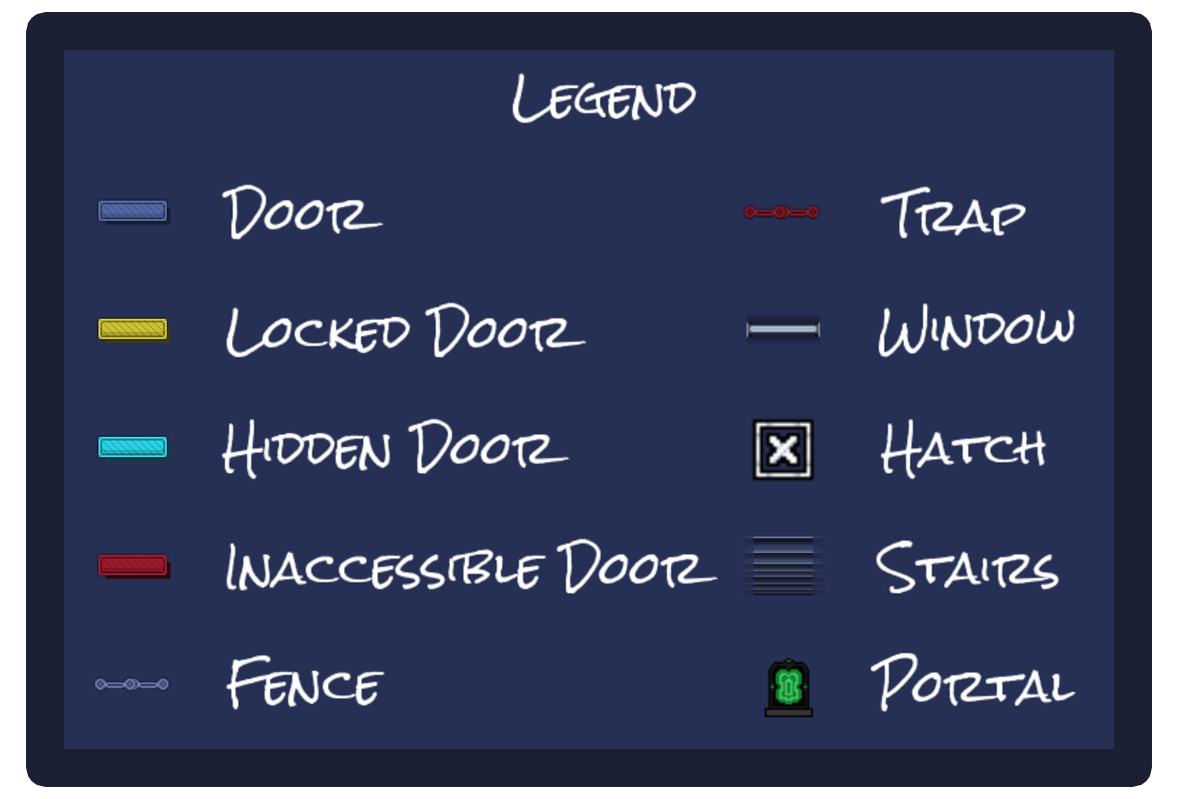 Legend
Door
Trap
Locked Door
Window
Hidden Door
Hatch
Inaccessible Door
Stairs
Fence
Portal